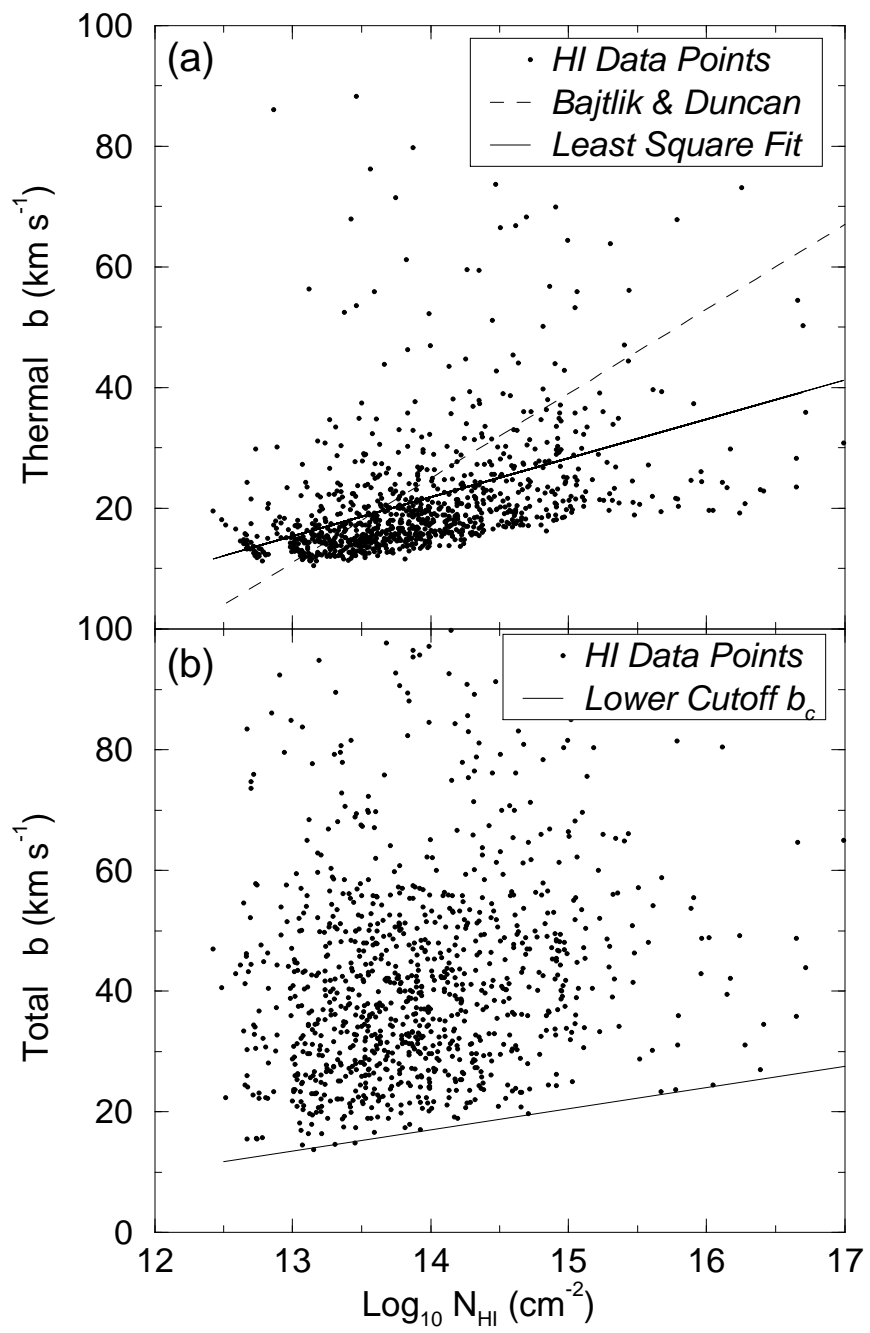 100
(a)
HI Data Points
Bajtlik & Duncan
Least Square Fit
80
60
40
20
Thermal b (km s⁻¹)
100
(b)
HI Data Points
Lower Cutoff b_c
80
60
40
20
0
Total b (km s⁻¹)
12 13 14 15 16 17
Log₁₀ N_HI (cm⁻²)